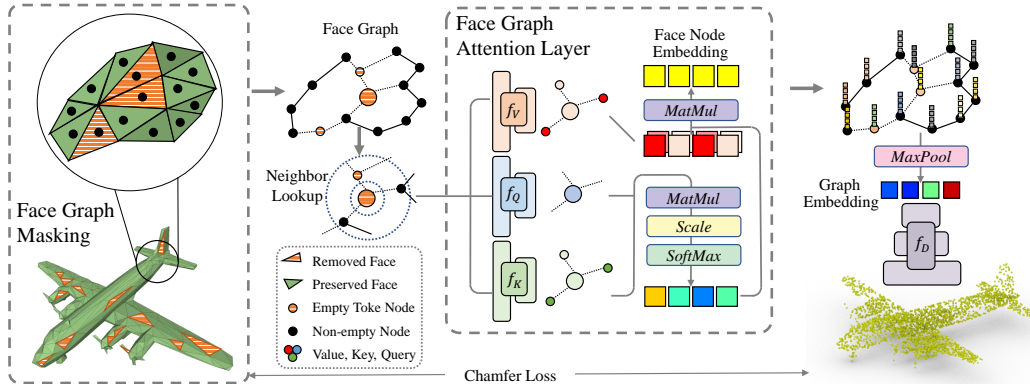 Face Graph
Masking
Face Graph
Neighbor
Lookup
Removed Face
Preserved Face
Empty Toke Node
Non-empty Node
Value, Key, Query
Face Graph
Attention Layer
f_V
f_Q
f_K
Face Node
Embedding
MatMul
MatMul
Scale
SoftMax
MaxPool
Graph
Embedding
f_D
Chamfer Loss